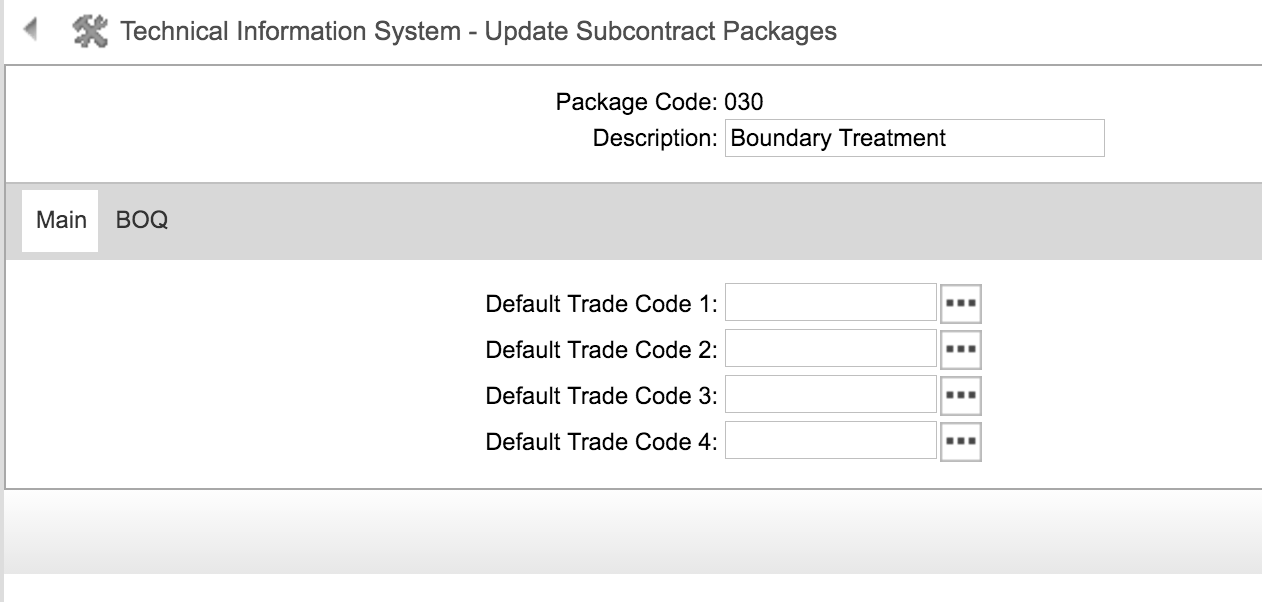 Technical Information System - Update Subcontract Packages
Package Code: 030
Description: Boundary Treatment
Main BOQ
Default Trade Code 1:
Default Trade Code 2:
Default Trade Code 3:
Default Trade Code 4: